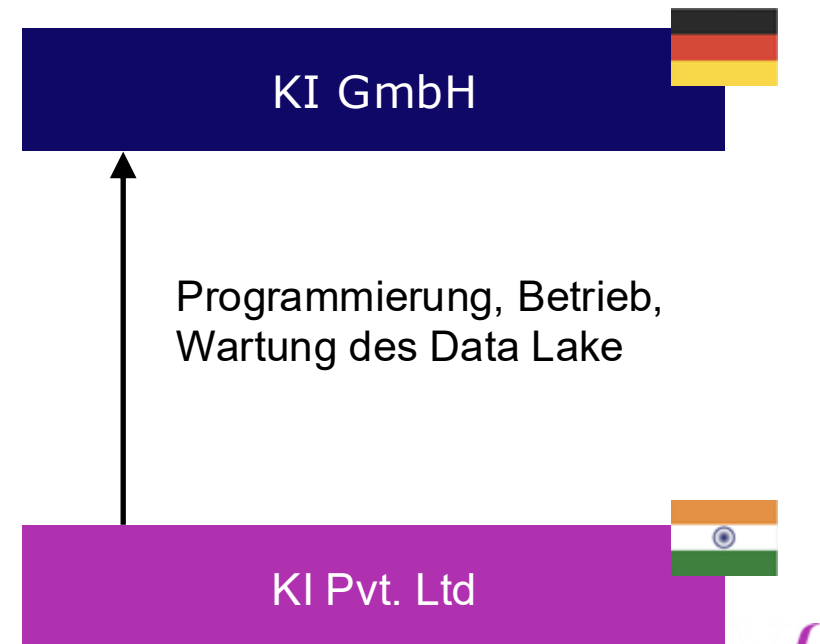 KI GmbH
Programmierung, Betrieb,
Wartung des Data Lake
KI Pvt. Ltd